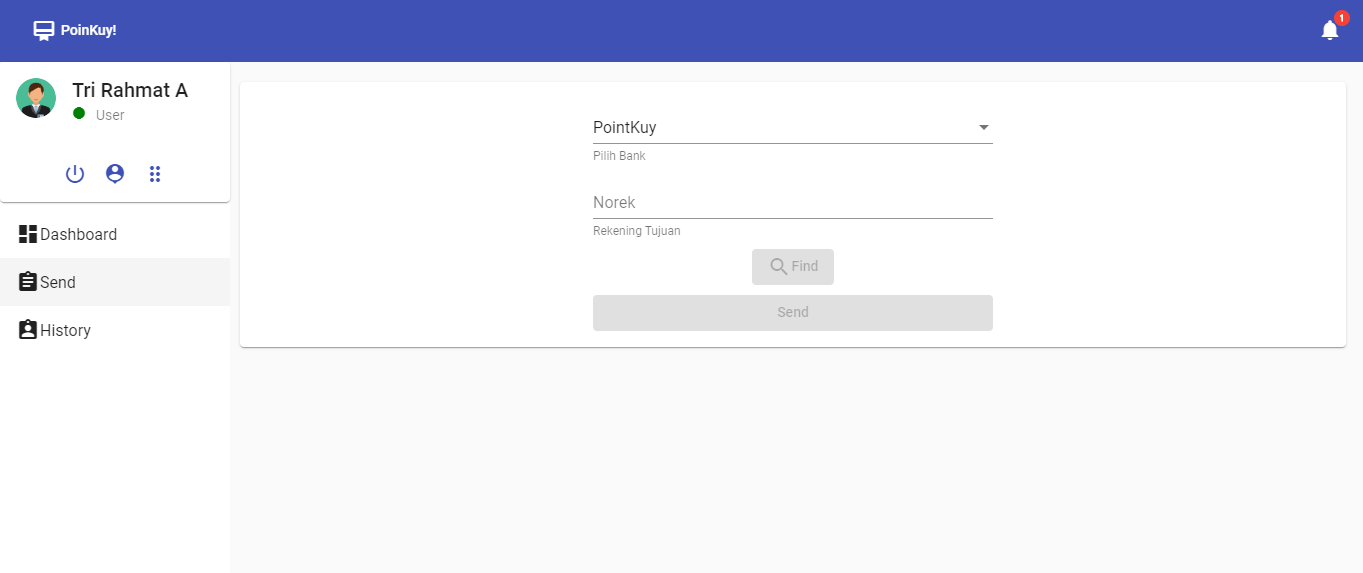 PoinKuy!
1
Tri Rahmat A
User
Dashboard
Send
History
PointKuy
Pilih Bank
Norek
Rekening Tujuan
Find
Send